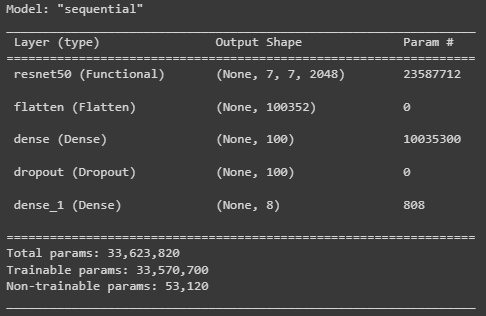 Model: "sequential"
Layer (type) Output Shape Param #
resnet50 (Functional) (None, 7, 7, 2048) 23587712
flatten (Flatten) (None, 100352) 0
dense (Dense) (None, 100) 10035300
dropout (Dropout) (None, 100) 0
dense_1 (Dense) (None, 8) 808
Total params: 33,623,820
Trainable params: 33,570,700
Non-trainable params: 53,120